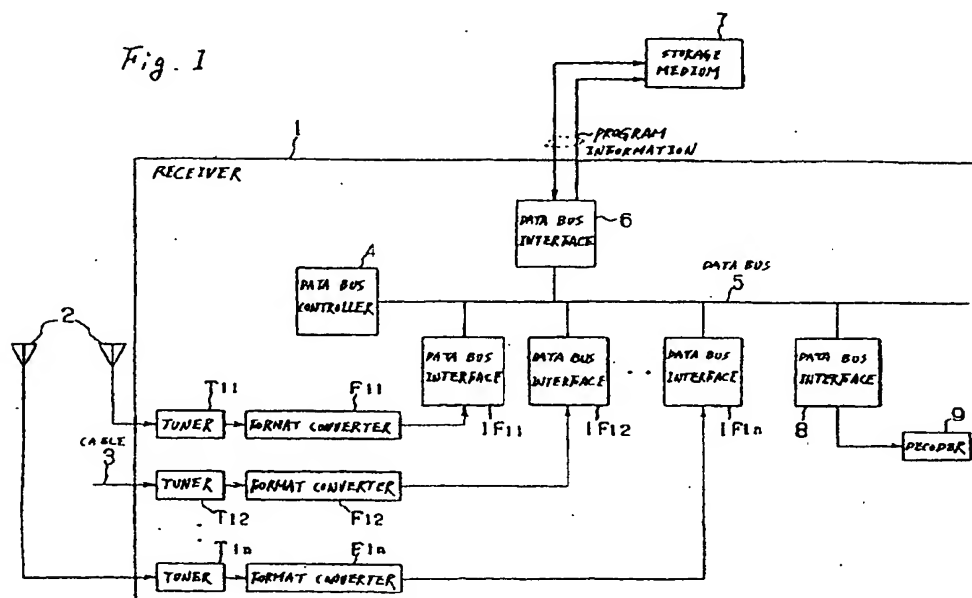 Fig. 1
7
STORAGE
MEDIUM
1
PROGRAM
INFORMATION
RECEIVER
DATA BUS
INTERFACE
6
4
DATA BUS
CONTROLLER
DATA BUS
5
2
DATA BUS
INTERFACE
DATA BUS
INTERFACE
DATA BUS
INTERFACE
DATA BUS
INTERFACE
T11
F11
TUNER
FORMAT CONVERTER
IF11
IF12
IF1n
8
9
DECODER
CABLE
3
TUNER
FORMAT CONVERTER
T12
F12
T1n
F1n
TUNER
FORMAT CONVERTER